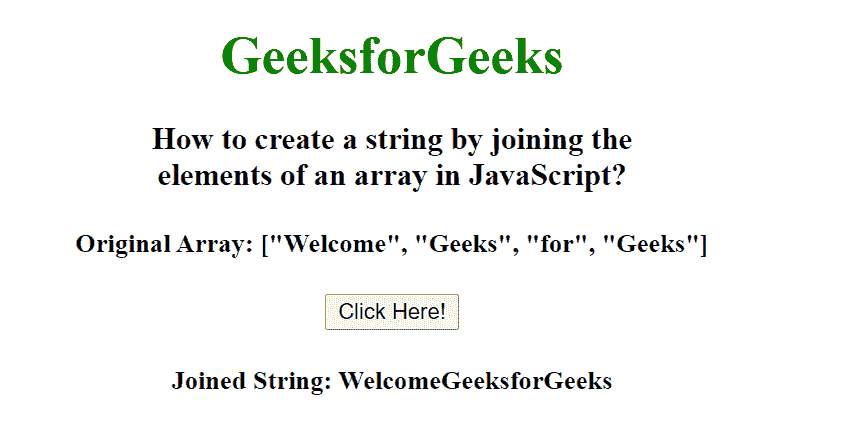 GeeksforGeeks
How to create a string by joining the
elements of an array in JavaScript?
Original Array: ["Welcome", "Geeks", "for", "Geeks"]
Click Here!
Joined String: WelcomeGeeksforGeeks